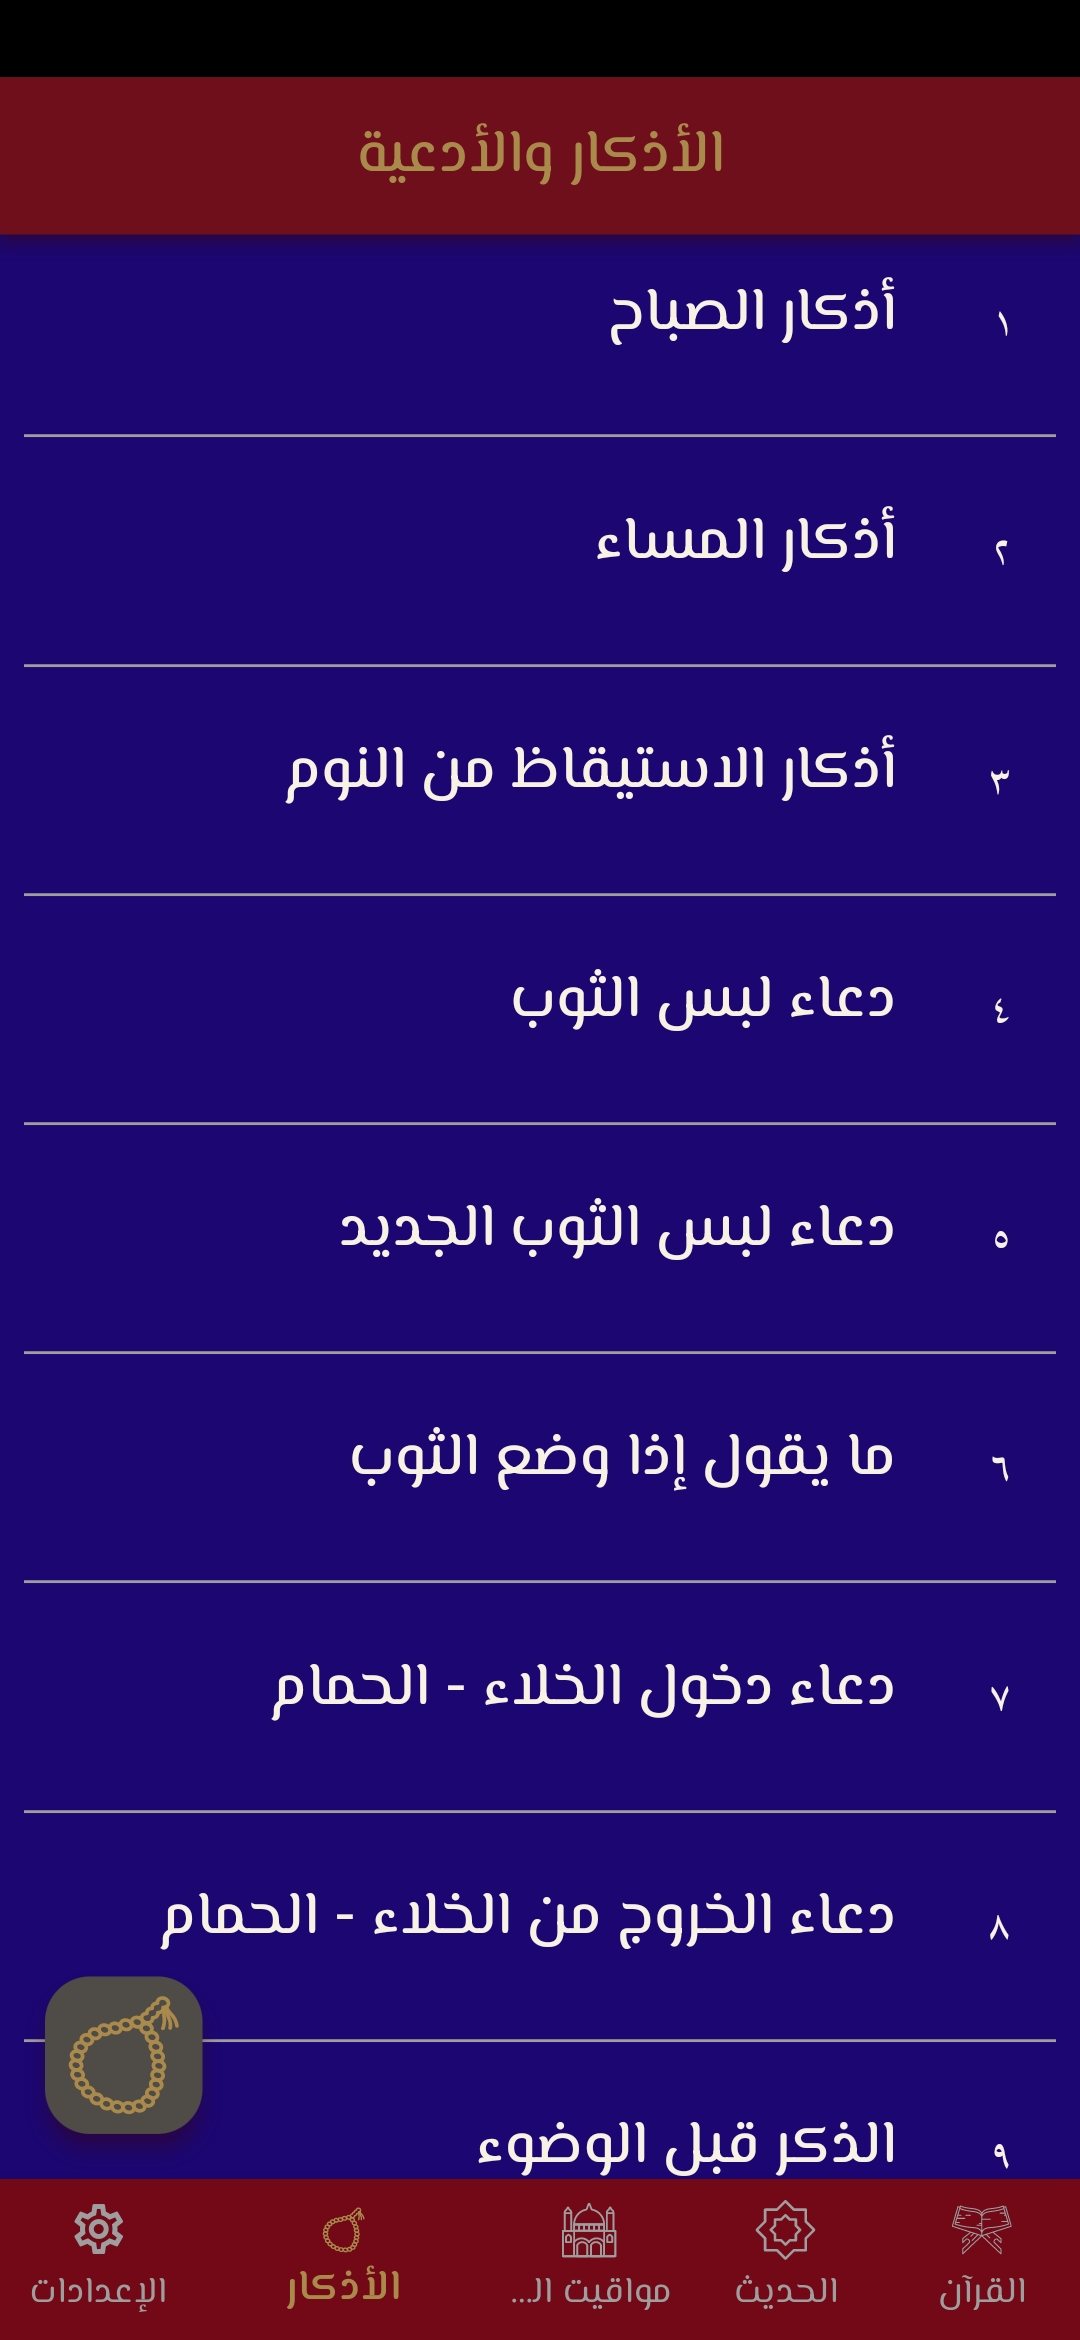 الأذكار والأدعية
١ أذكار الصباح
٢ أذكار المساء
٣ أذكار الاستيقاظ من النوم
٤ دعاء لبس الثوب
٥ دعاء لبس الثوب الجديد
٦ ما يقول إذا وضع الثوب
٧ دعاء دخول الخلاء - الحمام
٨ دعاء الخروج من الخلاء - الحمام
٩ الذكر قبل الوضوء
القرآن الحديث مواقيت الـ... الأذكار الإعدادات